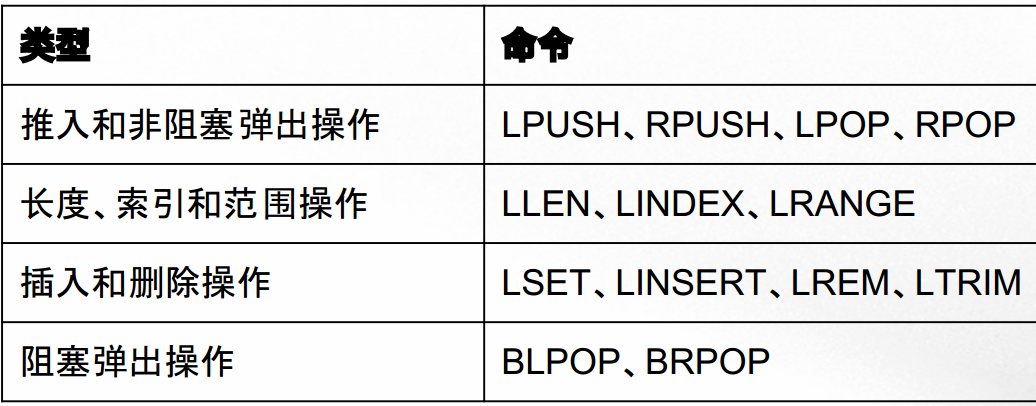 类型 命令
推入和非阻塞弹出操作 LPUSH、RPUSH、LPOP、RPOP
长度、索引和范围操作 LLEN、LINDEX、LRANGE
插入和删除操作 LSET、LINSERT、LREM、LTRIM
阻塞弹出操作 BLPOP、BRPOP